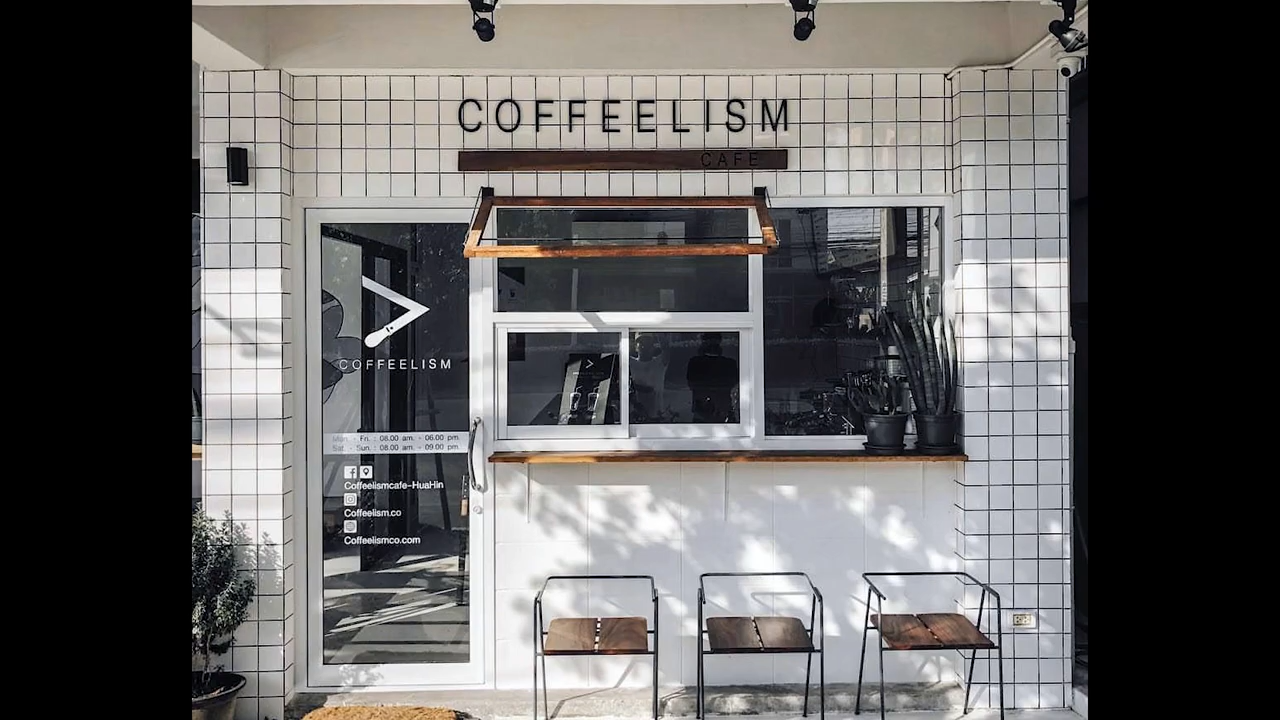 COFFEELISM
CAFE
COFFEELISM
Mon. - Fri. : 08.00 am. - 06.00 pm.
Sat. - Sun. : 08.00 am. - 09.00 pm.
Coffeelismcafe-HuaHin
Coffeelism.co
Coffeelismco.com